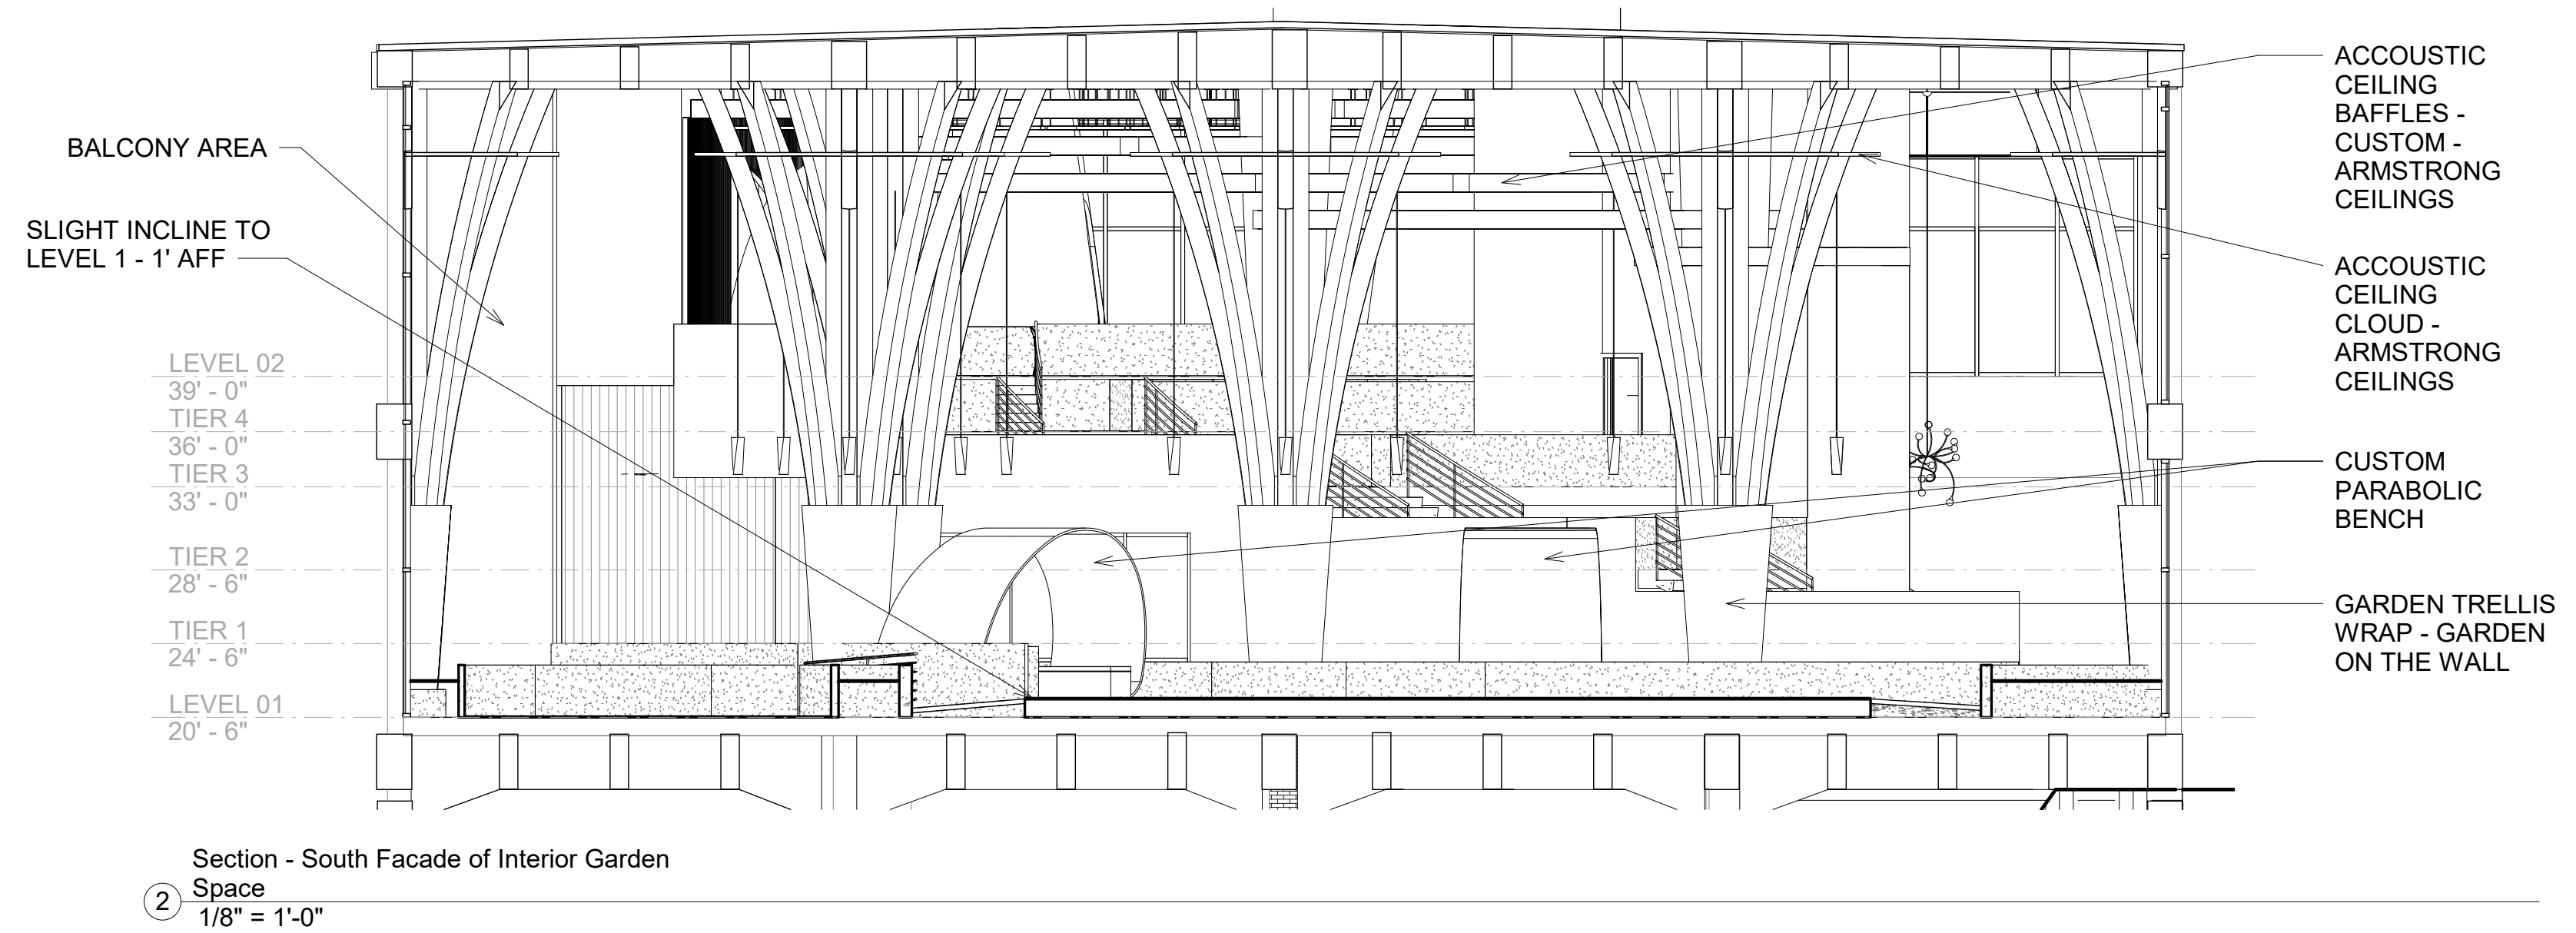 BALCONY AREA
SLIGHT INCLINE TO
LEVEL 1 - 1' AFF
LEVEL 02
39' - 0"
TIER 4
36' - 0"
TIER 3
33' - 0"
TIER 2
28' - 6"
TIER 1
24' - 6"
LEVEL 01
20' - 6"
ACCOUSTIC
CEILING
BAFFLES -
CUSTOM -
ARMSTRONG
CEILINGS
ACCOUSTIC
CEILING
CLOUD -
ARMSTRONG
CEILINGS
CUSTOM
PARABOLIC
BENCH
GARDEN TRELLIS
WRAP - GARDEN
ON THE WALL
Section - South Facade of Interior Garden
Space
2
1/8" = 1'-0"